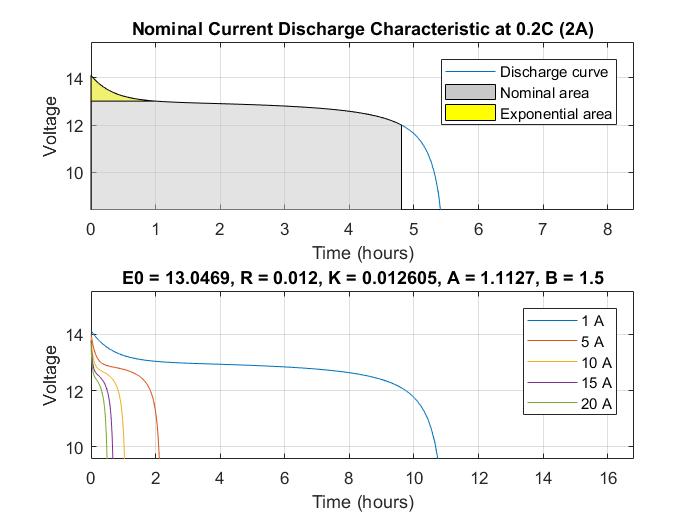 Nominal Current Discharge Characteristic at 0.2C (2A)
14
12
10
Voltage
Discharge curve
Nominal area
Exponential area
0 1 2 3 4 5 6 7 8
Time (hours)
E0 = 13.0469, R = 0.012, K = 0.012605, A = 1.1127, B = 1.5
14
12
10
Voltage
1 A
5 A
10 A
15 A
20 A
0 2 4 6 8 10 12 14 16
Time (hours)